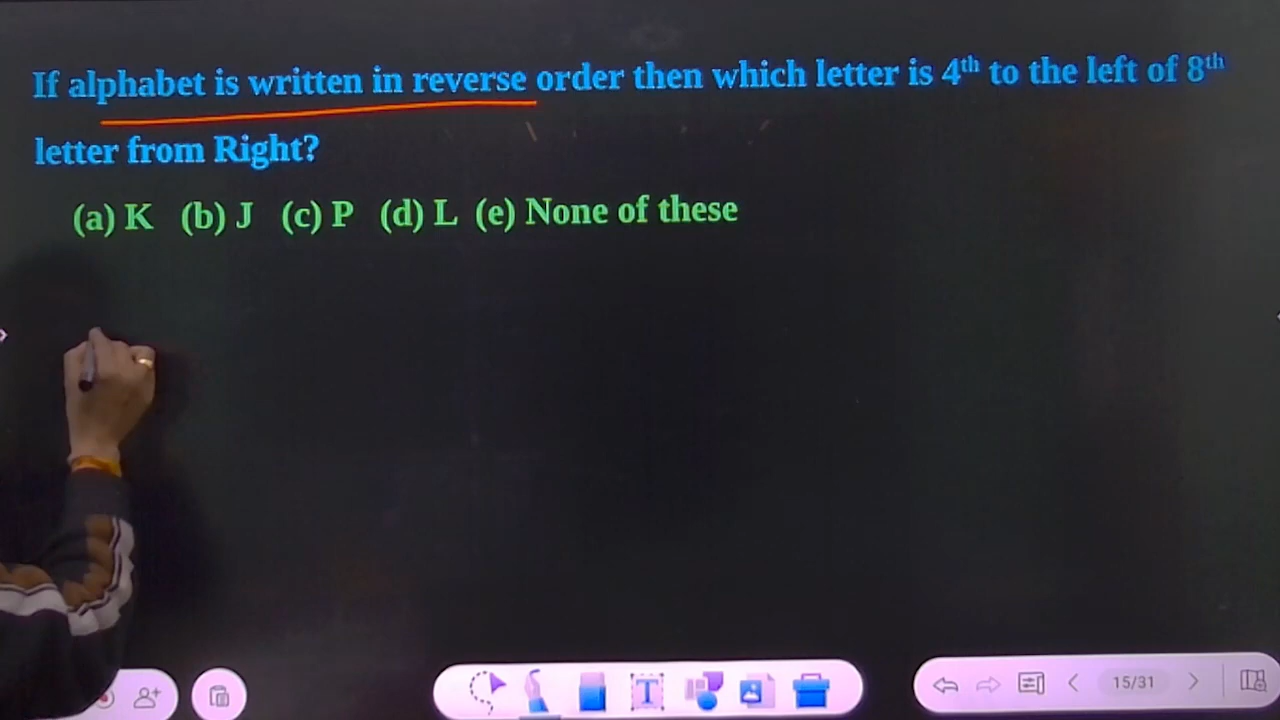 If alphabet is written in reverse order then which letter is 4th to the left of 8th
letter from Right?
(a) K (b) J (c) P (d) L (e) None of these
T
15/31